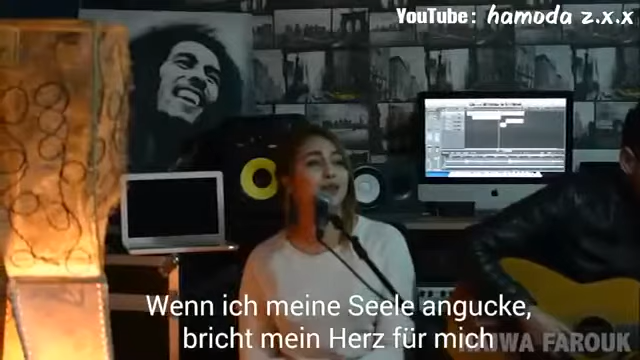 YouTube: hamoda z.x.x
Wenn ich meine Seele angucke,
bricht mein Herz für mich
WA FAROUK